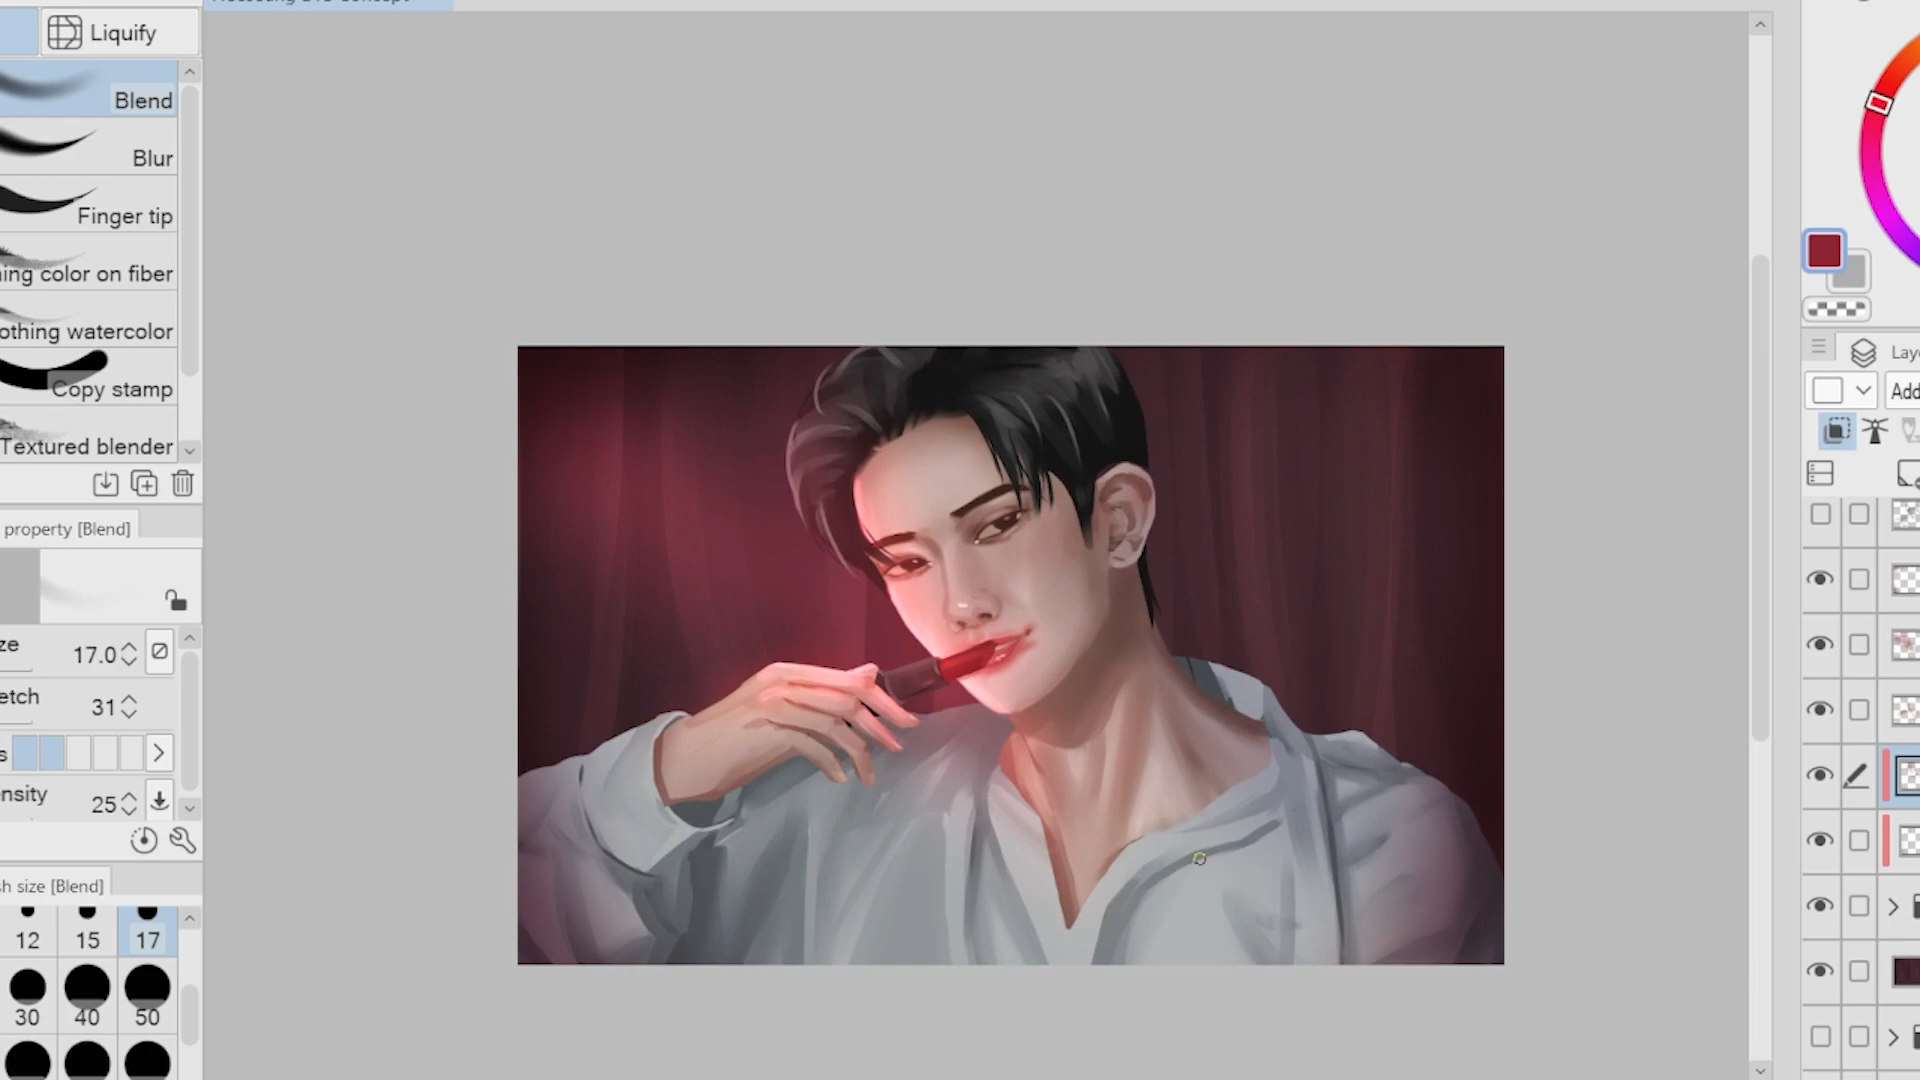 Liquify
Blend
Blur
Finger tip
ing color on fiber
othing watercolor
Copy stamp
Textured blender
property [Blend]
ze 17.0
etch 31
s
nsity 25
sh size [Blend]
12 15 17
30 40 50
Lay
Add